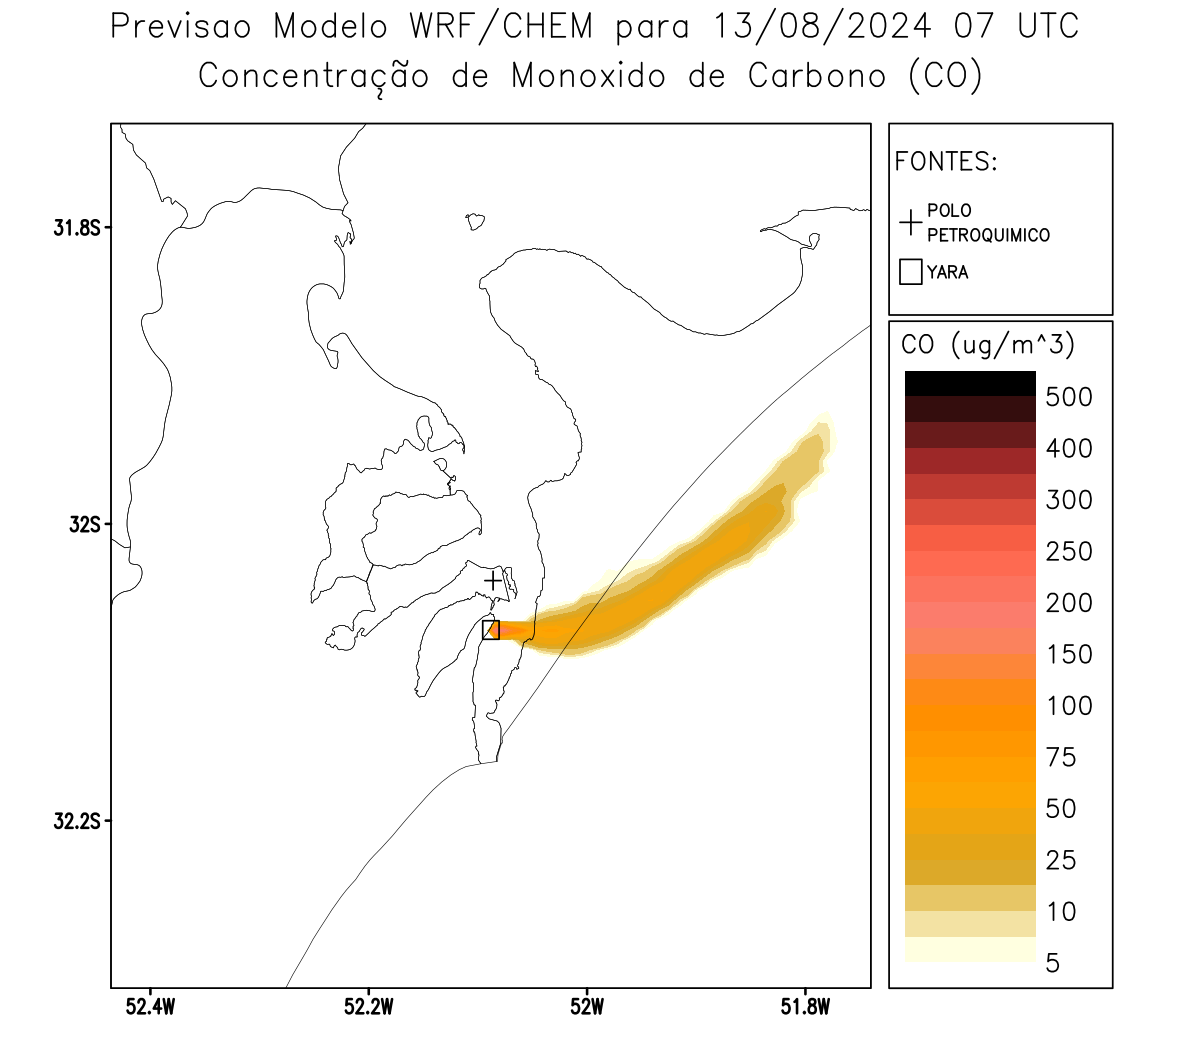 Previsao Modelo WRF/CHEM para 13/08/2024 07 UTC
Concentração de Monoxido de Carbono (CO)
FONTES:
POLO
PETROQUIMICO
YARA
CO (ug/m^3)
500
400
300
250
200
150
100
75
50
25
10
5
31.8S
32S
32.2S
52.4W
52.2W
52W
51.8W